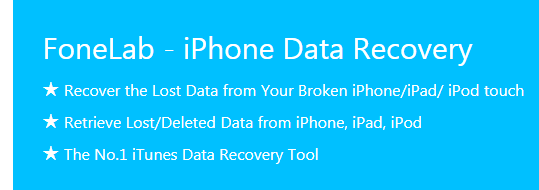 FoneLab - iPhone Data Recovery
★ Recover the Lost Data from Your Broken iPhone/iPad/ iPod touch
★ Retrieve Lost/Deleted Data from iPhone, iPad, iPod
★ The No.1 iTunes Data Recovery Tool